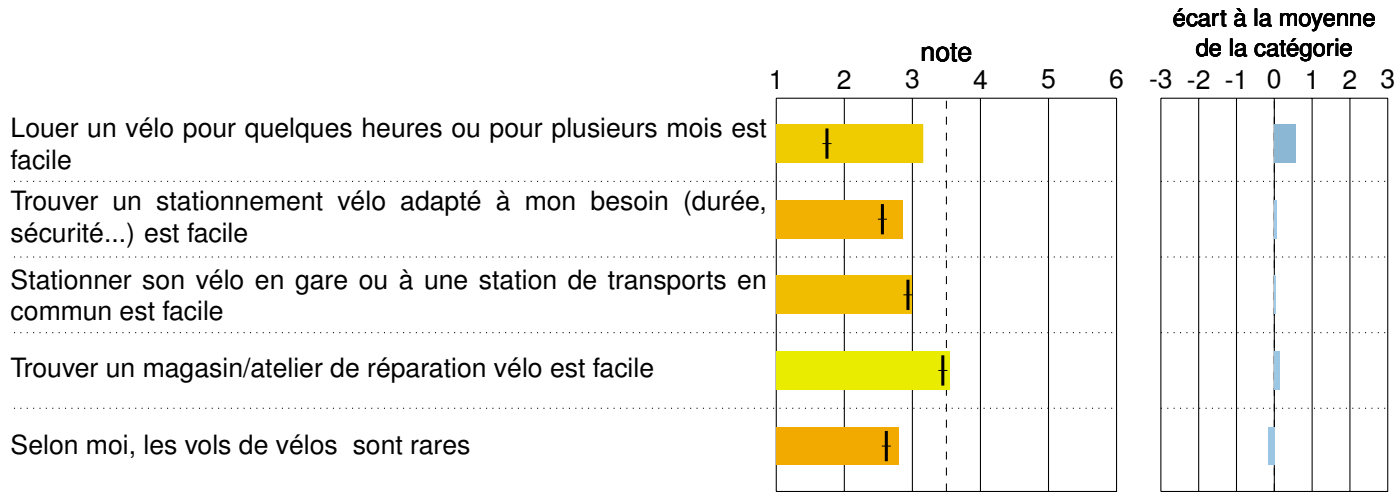 écart à la moyenne
note de la catégorie
1 2 3 4 5 6 -3 -2 -1 0 1 2 3
Louer un vélo pour quelques heures ou pour plusieurs mois est
facile
Trouver un stationnement vélo adapté à mon besoin (durée,
sécurité...) est facile
Stationner son vélo en gare ou à une station de transports en
commun est facile
Trouver un magasin/atelier de réparation vélo est facile
Selon moi, les vols de vélos sont rares